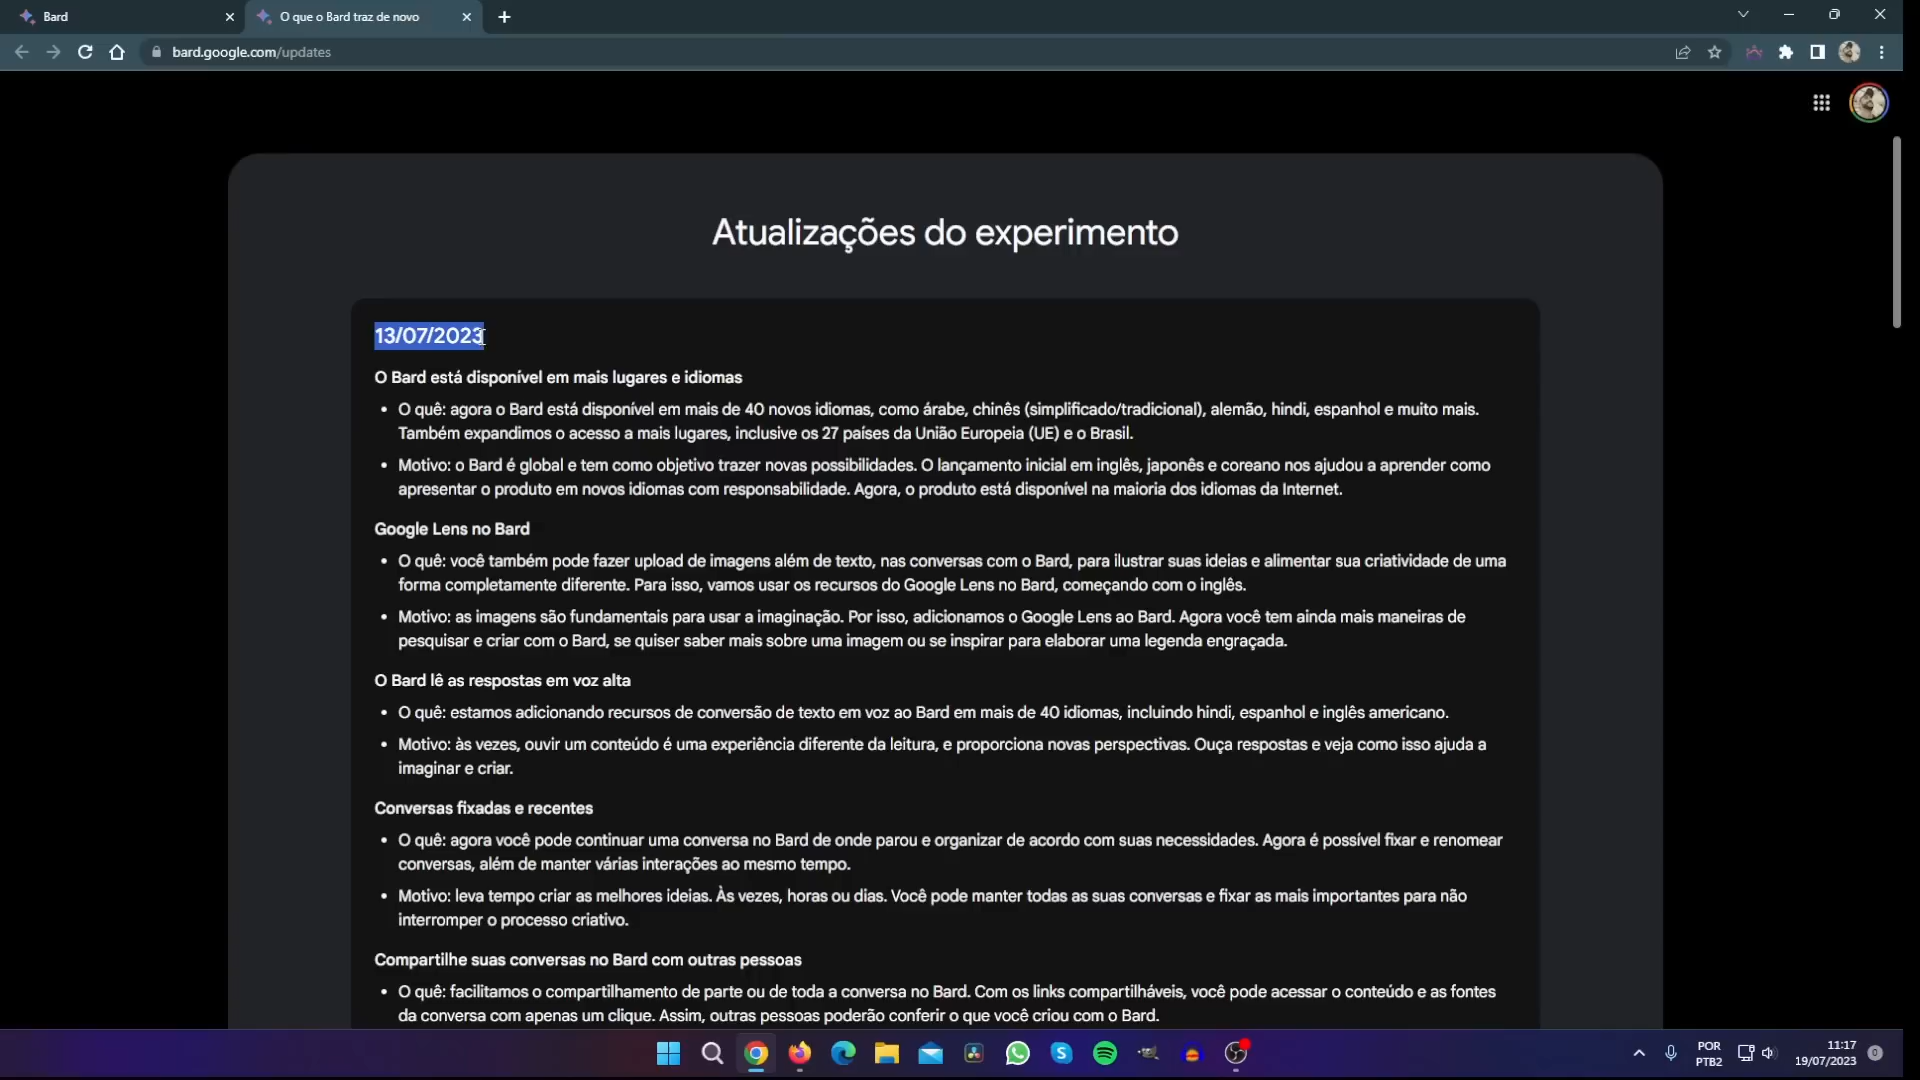 Bard
O que o Bard traz de novo
bard.google.com/updates
Atualizações do experimento
13/07/2023
O Bard está disponível em mais lugares e idiomas
• O quê: agora o Bard está disponível em mais de 40 novos idiomas, como árabe, chinês (simplificado/tradicional), alemão, hindi, espanhol e muito mais.
Também expandimos o acesso a mais lugares, inclusive os 27 países da União Europeia (UE) e o Brasil.
• Motivo: o Bard é global e tem como objetivo trazer novas possibilidades. O lançamento inicial em inglês, japonês e coreano nos ajudou a aprender como
apresentar o produto em novos idiomas com responsabilidade. Agora, o produto está disponível na maioria dos idiomas da Internet.
Google Lens no Bard
• O quê: você também pode fazer upload de imagens além de texto, nas conversas com o Bard, para ilustrar suas ideias e alimentar sua criatividade de uma
forma completamente diferente. Para isso, vamos usar os recursos do Google Lens no Bard, começando com o inglês.
• Motivo: as imagens são fundamentais para usar a imaginação. Por isso, adicionamos o Google Lens ao Bard. Agora você tem ainda mais maneiras de
pesquisar e criar com o Bard, se quiser saber mais sobre uma imagem ou se inspirar para elaborar uma legenda engraçada.
O Bard lê as respostas em voz alta
• O quê: estamos adicionando recursos de conversão de texto em voz ao Bard em mais de 40 idiomas, incluindo hindi, espanhol e inglês americano.
• Motivo: às vezes, ouvir um conteúdo é uma experiência diferente da leitura, e proporciona novas perspectivas. Ouça respostas e veja como isso ajuda a
imaginar e criar.
Conversas fixadas e recentes
• O quê: agora você pode continuar uma conversa no Bard de onde parou e organizar de acordo com suas necessidades. Agora é possível fixar e renomear
conversas, além de manter várias interações ao mesmo tempo.
• Motivo: leva tempo criar as melhores ideias. Às vezes, horas ou dias. Você pode manter todas as suas conversas e fixar as mais importantes para não
interromper o processo criativo.
Compartilhe suas conversas no Bard com outras pessoas
• O quê: facilitamos o compartilhamento de parte ou de toda a conversa no Bard. Com os links compartilháveis, você pode acessar o conteúdo e as fontes
da conversa com apenas um clique. Assim, outras pessoas poderão conferir o que você criou com o Bard.
POR
PTB2
11:17
19/07/2023
0